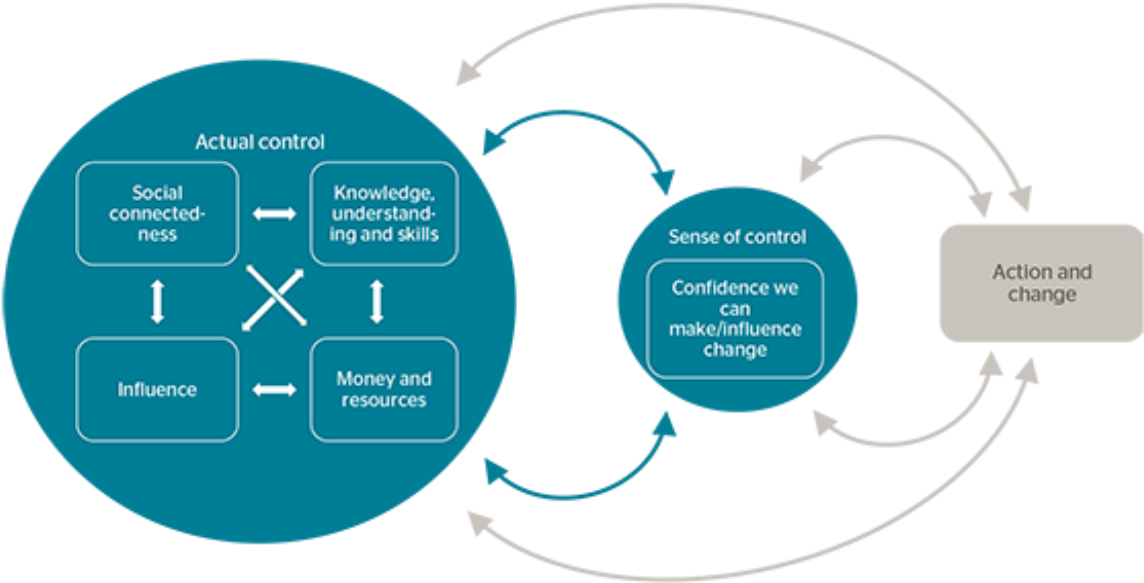 Actual control
Social
connected-
ness
Knowledge,
understand-
ing and skills
Influence
Money and
resources
Sense of control
Confidence we
can
make/influence
change
Action and
change